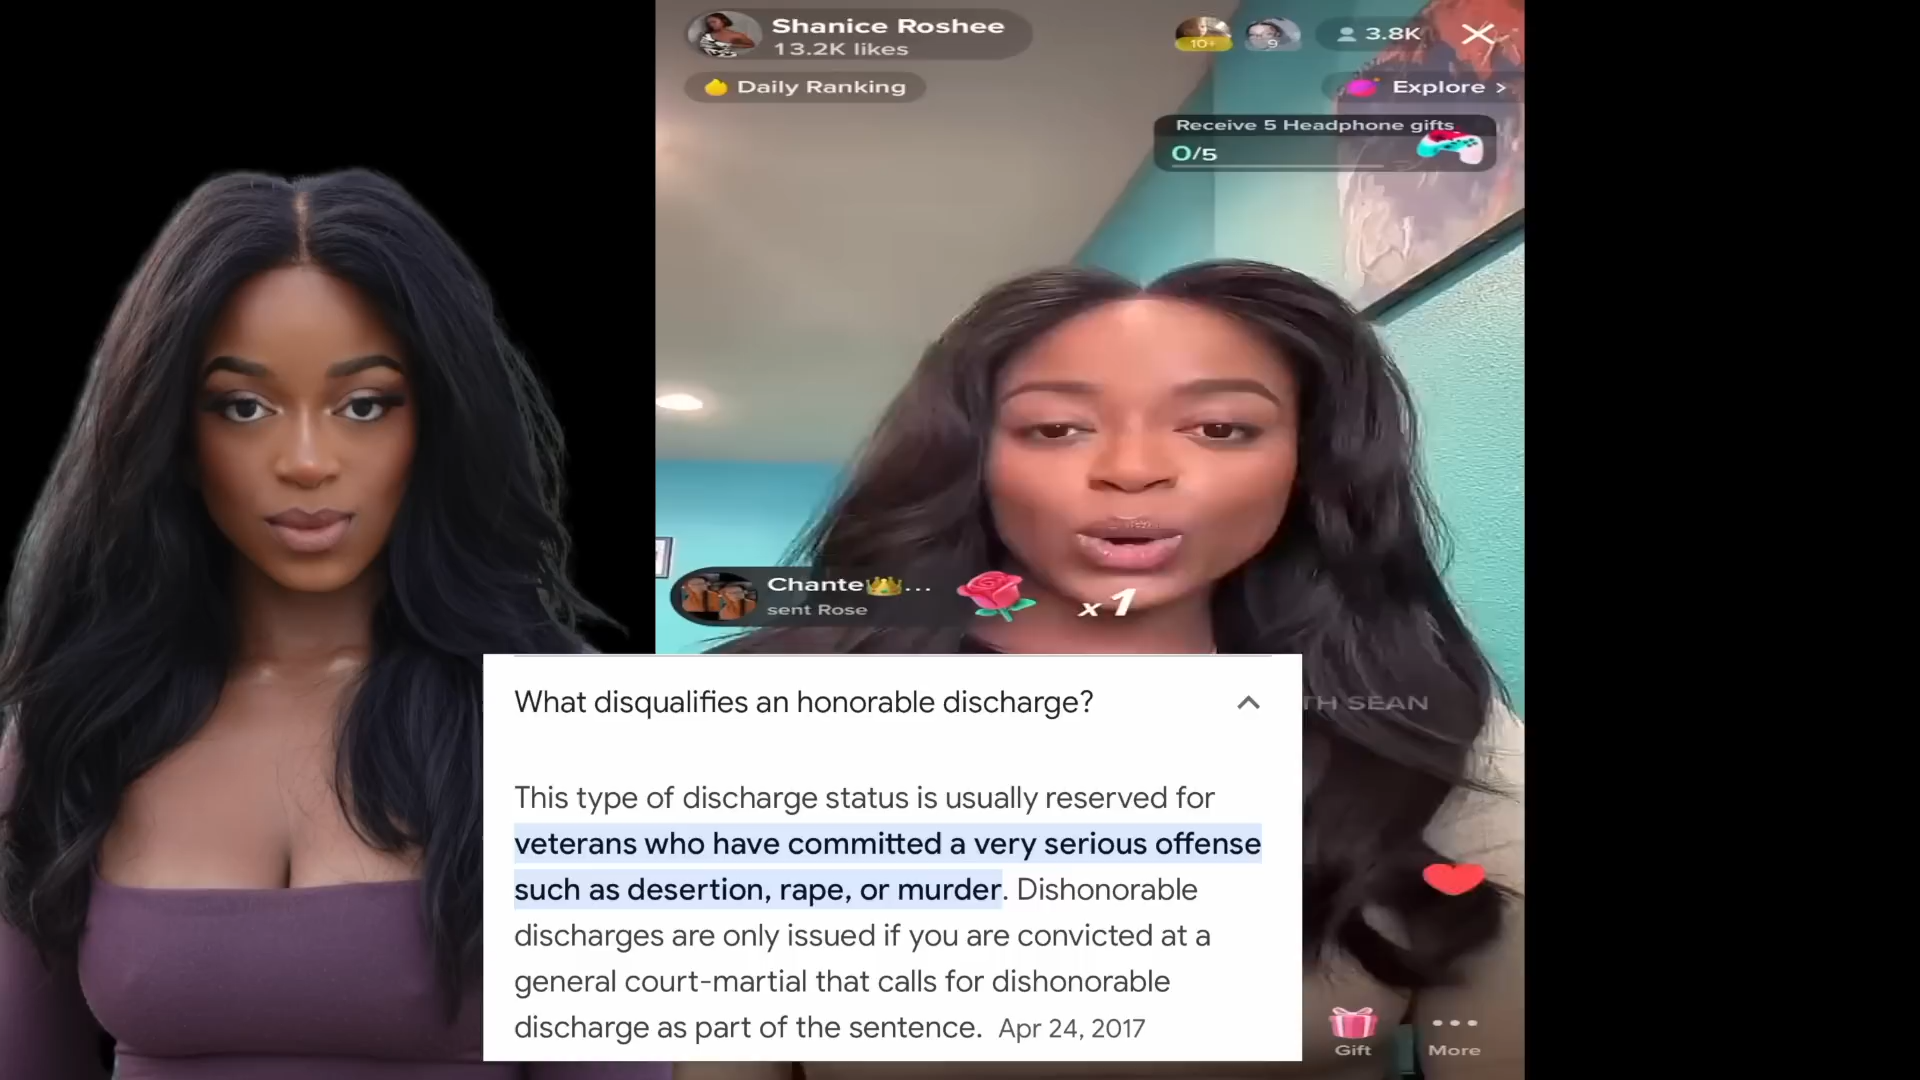 Shanice Roshee
13.2K likes
10+
9
3.8K
Daily Ranking
Explore >
Receive 5 Headphone gifts
0/5
Chante👑...
sent Rose
x 1
TH SEAN
What disqualifies an honorable discharge?
This type of discharge status is usually reserved for
veterans who have committed a very serious offense
such as desertion, rape, or murder. Dishonorable
discharges are only issued if you are convicted at a
general court-martial that calls for dishonorable
discharge as part of the sentence. Apr 24, 2017
Gift
More